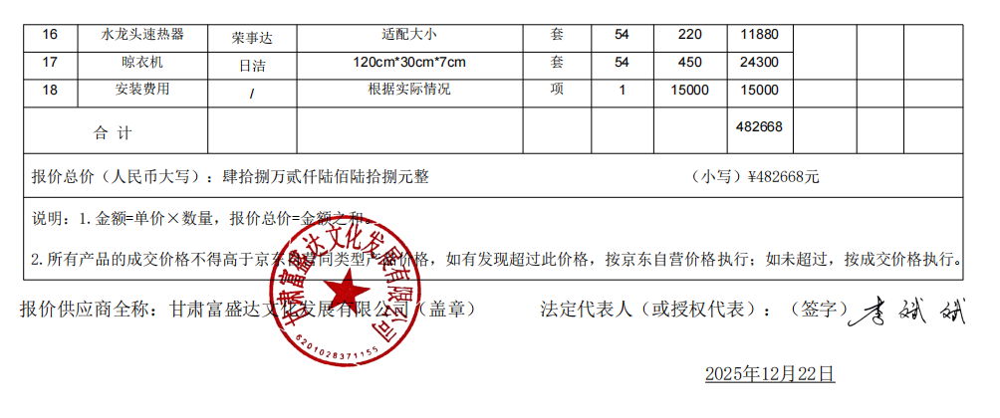 16 水龙头速热器 荣事达 适配大小 套 54 220 11880
17 晾衣机 日洁 120cm*30cm*7cm 套 54 450 24300
18 安装费用 / 根据实际情况 项 1 15000 15000
合 计 482668
报价总价（人民币大写）：肆拾捌万贰仟陆佰陆拾捌元整 （小写）¥482668元
说明：1.金额=单价×数量，报价总价=金额之和。
2.所有产品的成交价格不得高于京东自营同类型产品价格，如有发现超过此价格，按京东自营价格执行；如未超过，按成交价格执行。
报价供应商全称：甘肃富盛达文化发展有限公司（盖章） 法定代表人（或授权代表）：（签字）李斌斌
甘肃富盛达文化发展有限公司
6201028371155
2025年12月22日